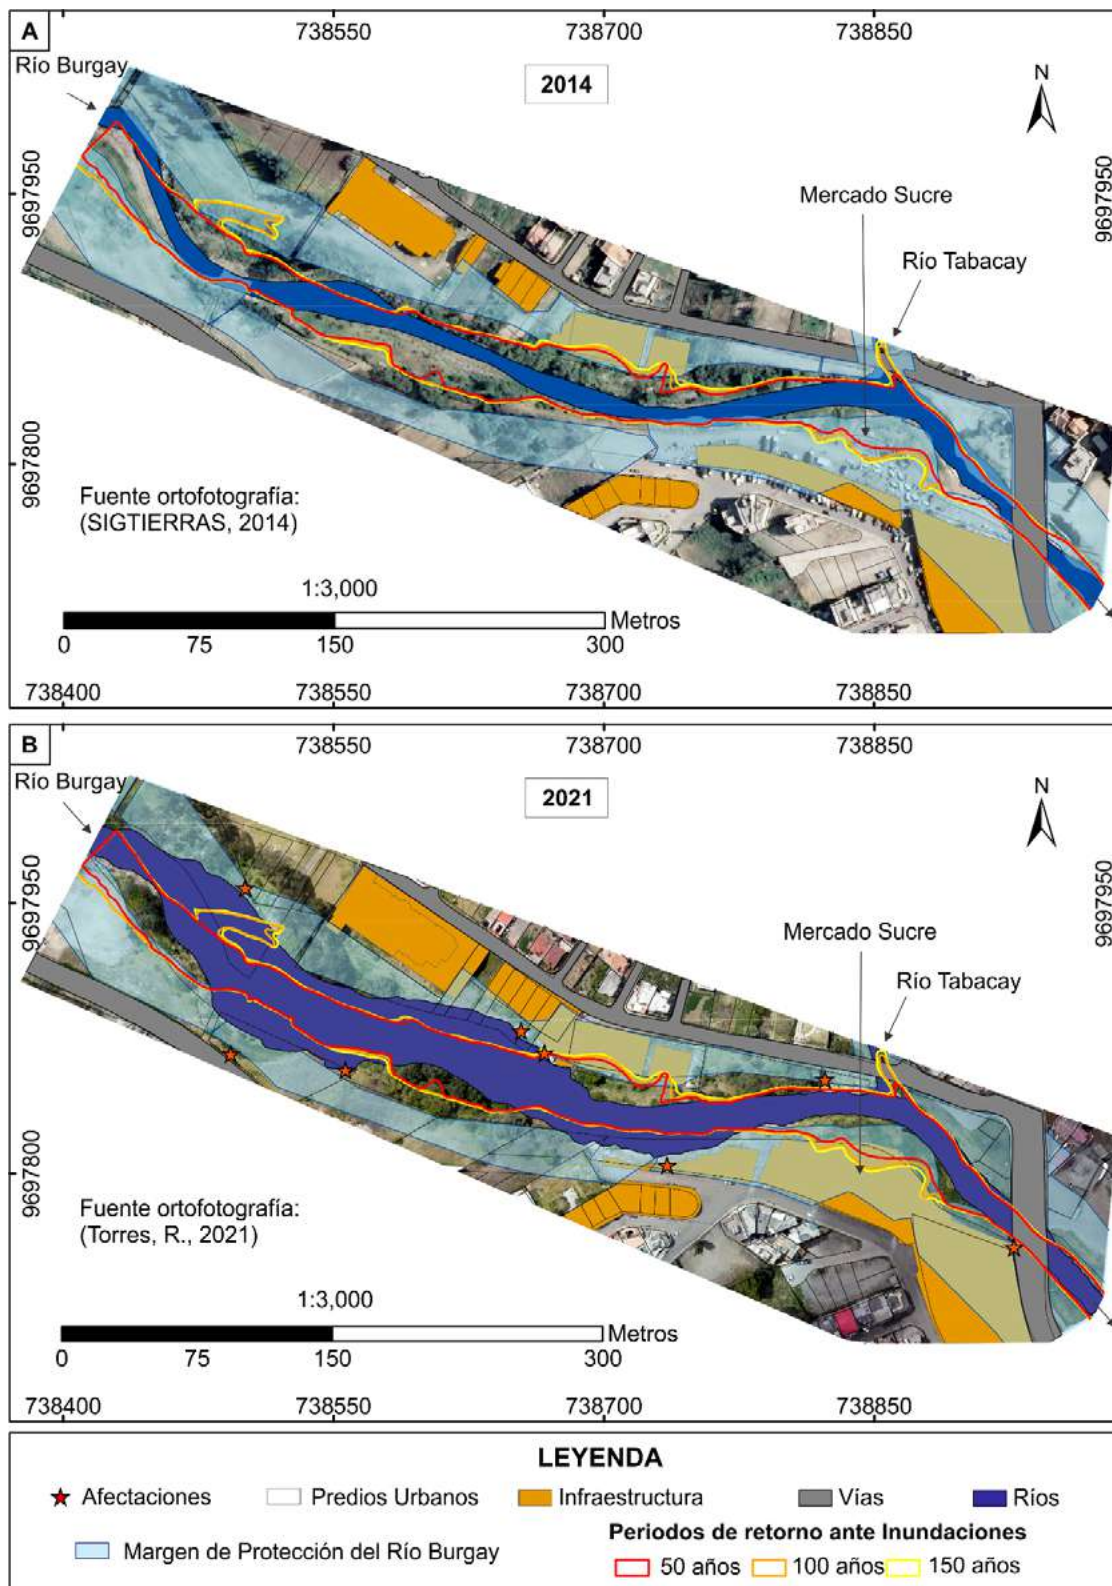 A
738550
738700
738850
Río Burgay
2014
N
9697950
9697950
Mercado Sucre
Río Tabacay
9697800
Fuente ortofotografía:
(SIGTIERRAS, 2014)
1:3,000
Metros
0
75
150
300
738400
738550
738700
738850
B
738550
738700
738850
Río Burgay
2021
N
9697950
9697950
Mercado Sucre
Río Tabacay
9697800
Fuente ortofotografía:
(Torres, R., 2021)
1:3,000
Metros
0
75
150
300
738400
738550
738700
738850
LEYENDA
Afectaciones
Predios Urbanos
Infraestructura
Vías
Ríos
Margen de Protección del Río Burgay
Periodos de retorno ante Inundaciones
50 años
100 años
150 años